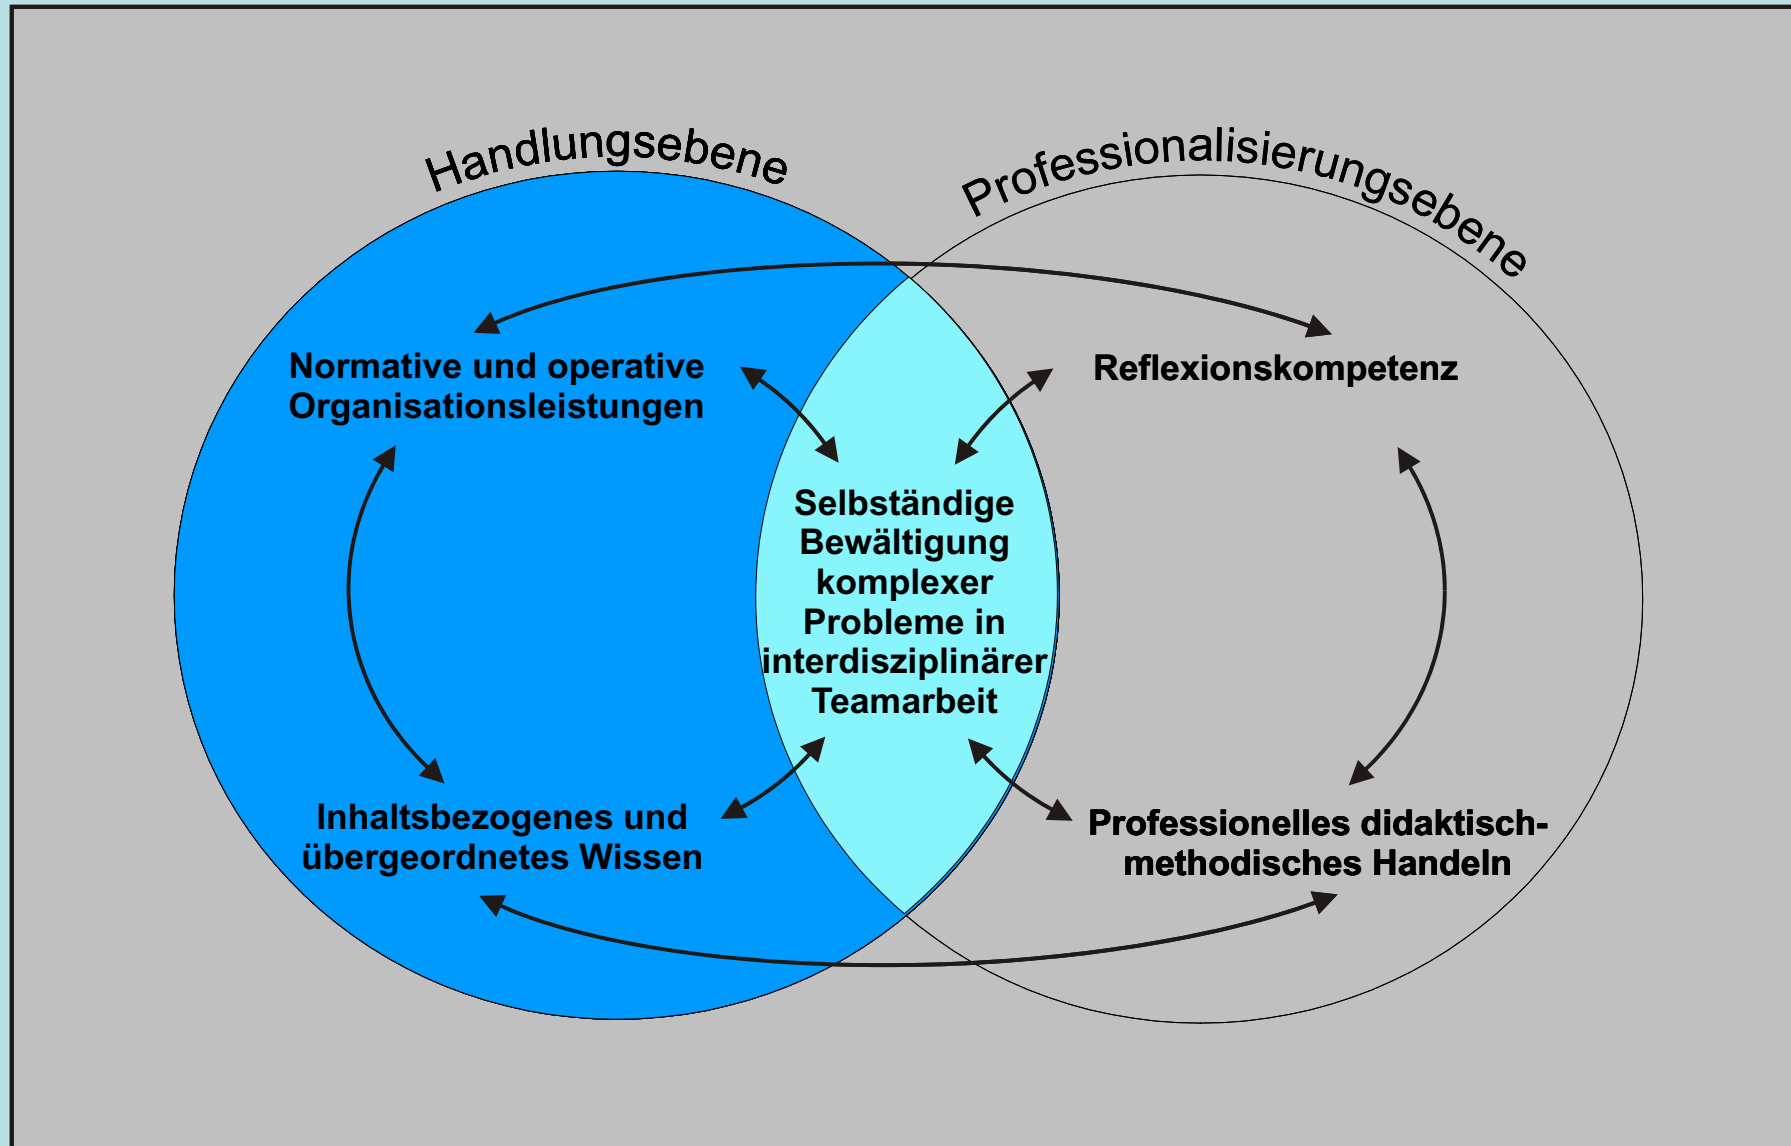 Handlungsebene
Professionalisierungsebene
Normative und operative
Organisationsleistungen
Reflexionskompetenz
Selbständige
Bewältigung
komplexer
Probleme in
interdisziplinärer
Teamarbeit
Inhaltsbezogenes und
übergeordnetes Wissen
Professionelles didaktisch-
methodisches Handeln